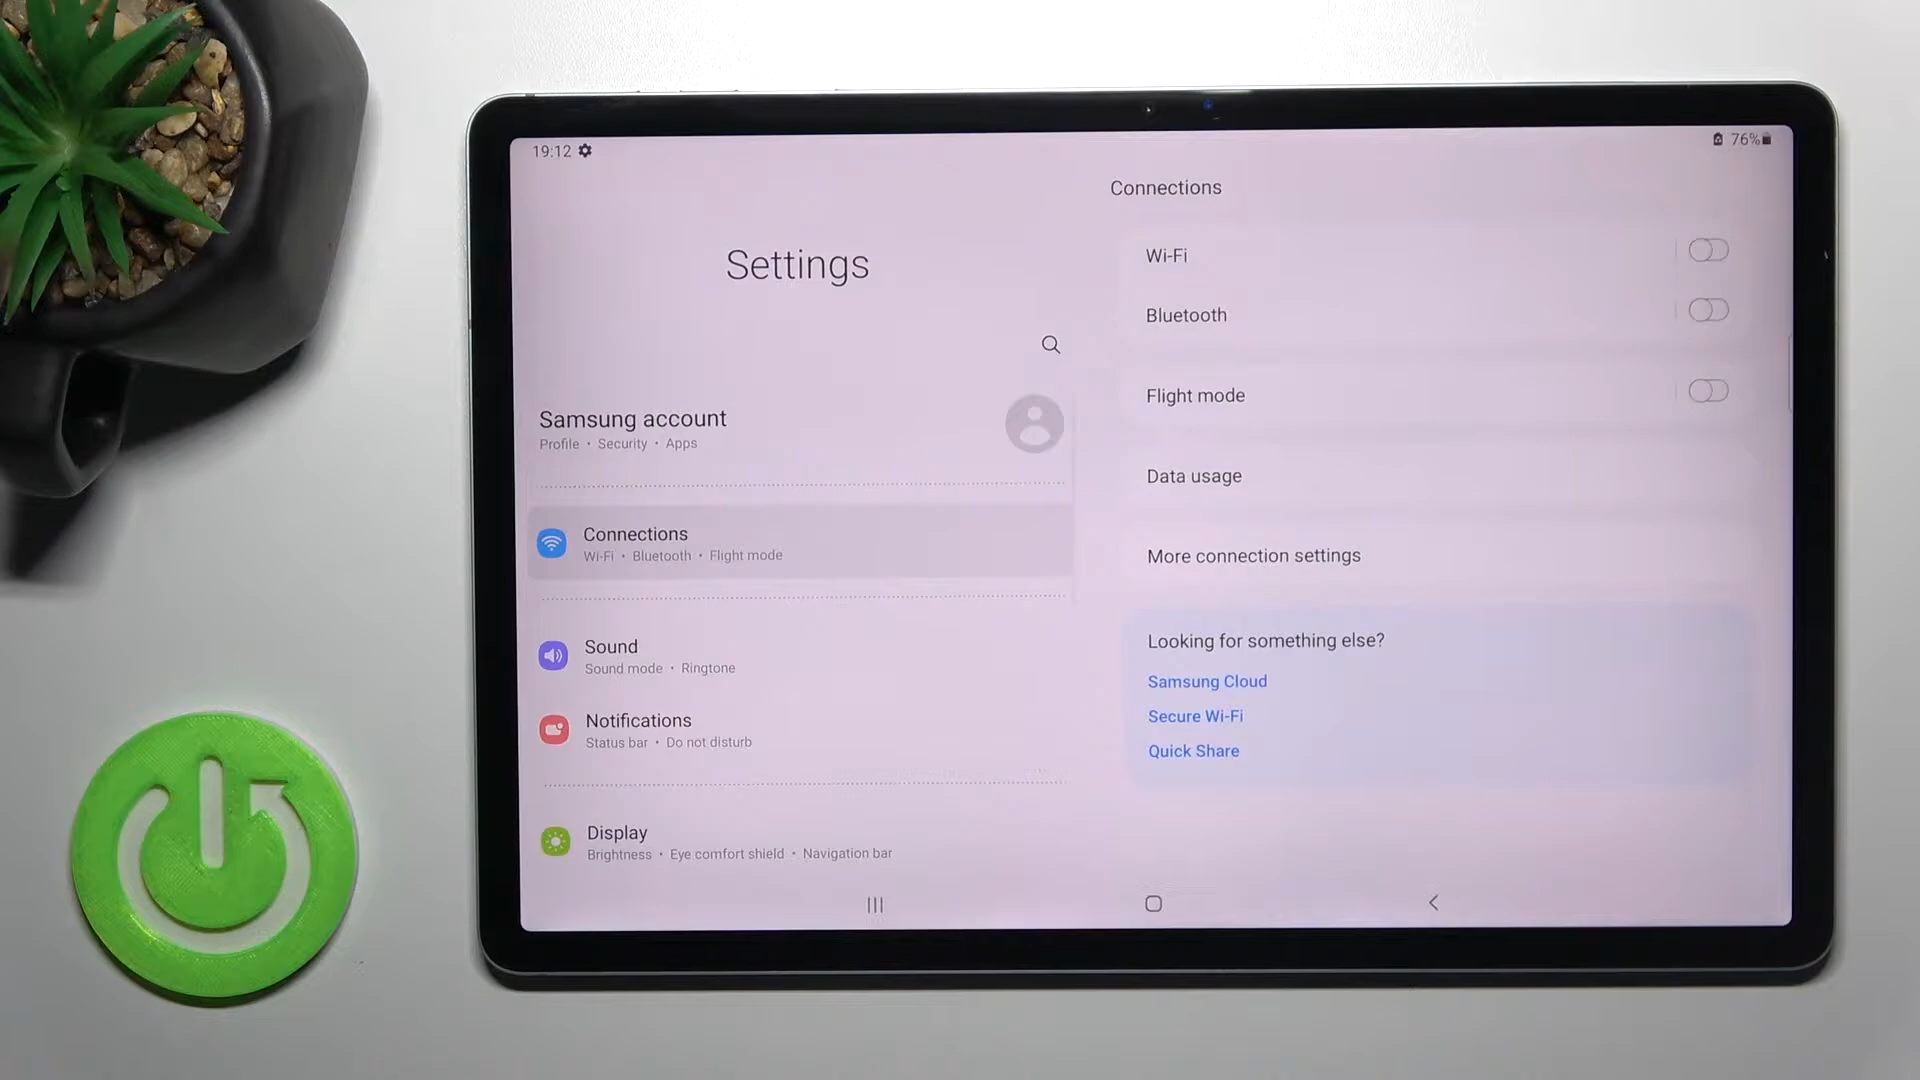 19:12
76%
Settings
Samsung account
Profile • Security • Apps
Connections
Wi-Fi • Bluetooth • Flight mode
Sound
Sound mode • Ringtone
Notifications
Status bar • Do not disturb
Display
Brightness • Eye comfort shield • Navigation bar
Connections
Wi-Fi
Bluetooth
Flight mode
Data usage
More connection settings
Looking for something else?
Samsung Cloud
Secure Wi-Fi
Quick Share